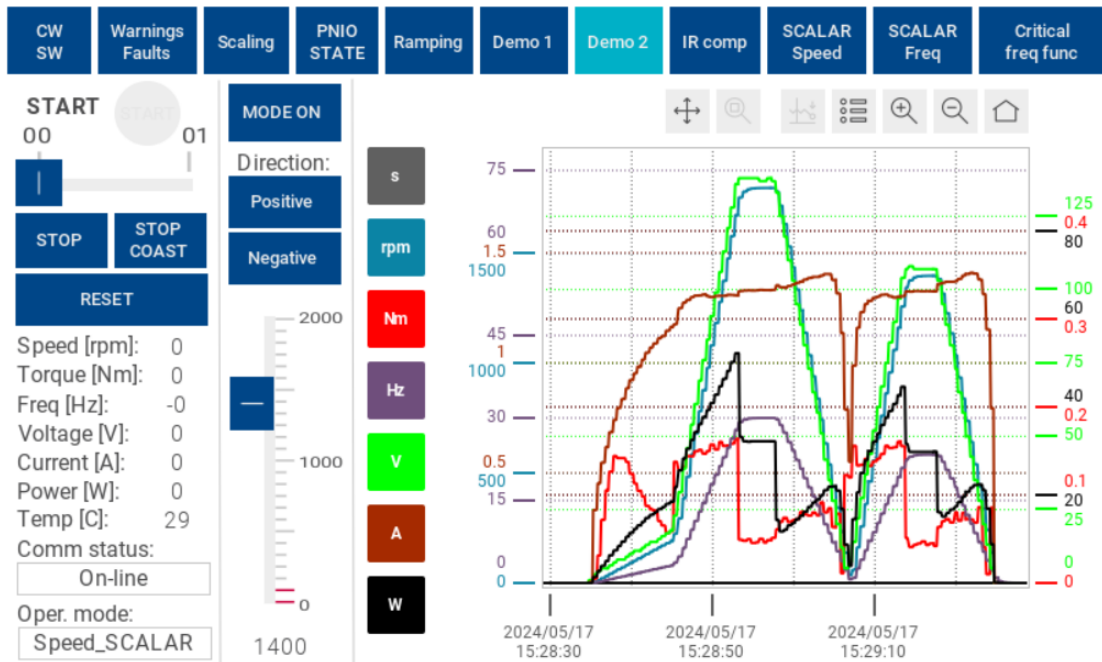 CW SW
Warnings Faults
Scaling
PNIO STATE
Ramping
Demo 1
Demo 2
IR comp
SCALAR Speed
SCALAR Freq
Critical freq func
START
START
00
01
STOP
STOP COAST
RESET
Speed [rpm]: 0
Torque [Nm]: 0
Freq [Hz]: -0
Voltage [V]: 0
Current [A]: 0
Power [W]: 0
Temp [C]: 29
Comm status:
On-line
Oper. mode:
Speed_SCALAR
MODE ON
Direction:
Positive
Negative
2000
1000
0
1400
s
rpm
Nm
Hz
V
A
W
75
60
1.5
1500
45
1
1000
30
0.5
500
15
0
0
125
0.4
80
100
60
0.3
75
40
0.2
50
0.1
20
25
0
0
2024/05/17
15:28:30
2024/05/17
15:28:50
2024/05/17
15:29:10